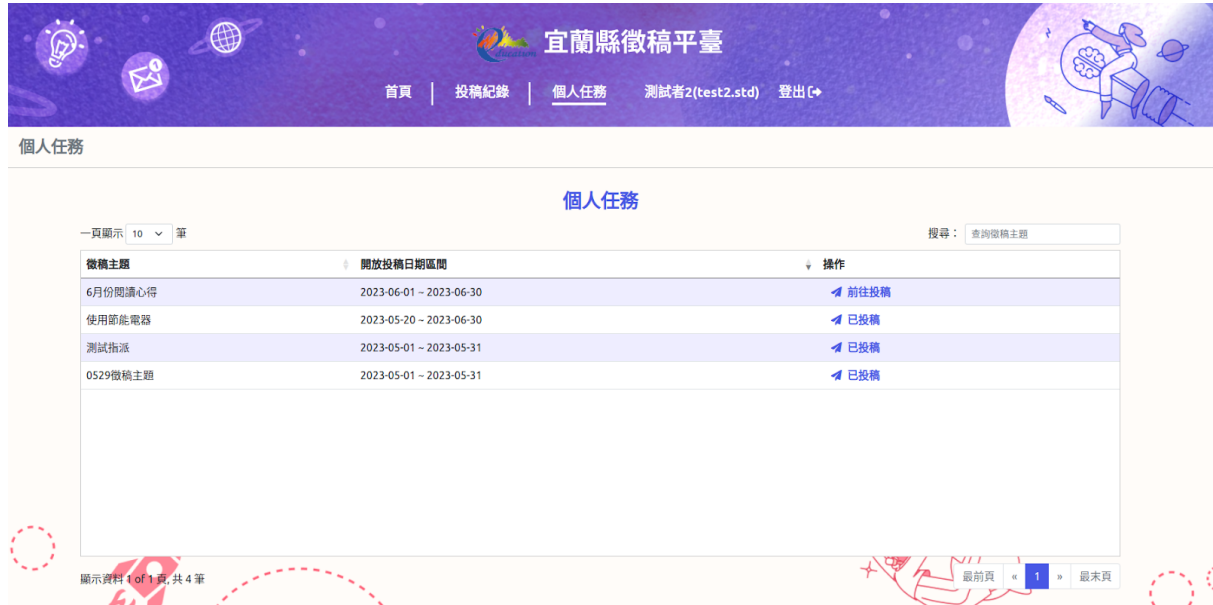 宜蘭縣徵稿平臺
首頁 | 投稿紀錄 | 個人任務 測試者2(test2.std) 登出
個人任務
個人任務
一頁顯示 10 筆 搜尋： 查詢徵稿主題
徵稿主題 開放投稿日期區間 操作
6月份閱讀心得 2023-06-01 ~ 2023-06-30 前往投稿
使用節能電器 2023-05-20 ~ 2023-06-30 已投稿
測試指派 2023-05-01 ~ 2023-05-31 已投稿
0529徵稿主題 2023-05-01 ~ 2023-05-31 已投稿
顯示資料 1 of 1 頁, 共 4 筆 最前頁 « 1 » 最末頁